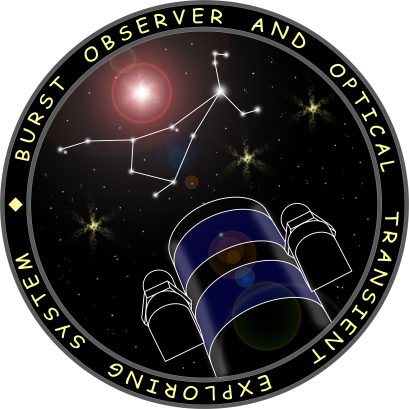 BURST OBSERVER AND OPTICAL TRANSIENT EXPLORING SYSTEM